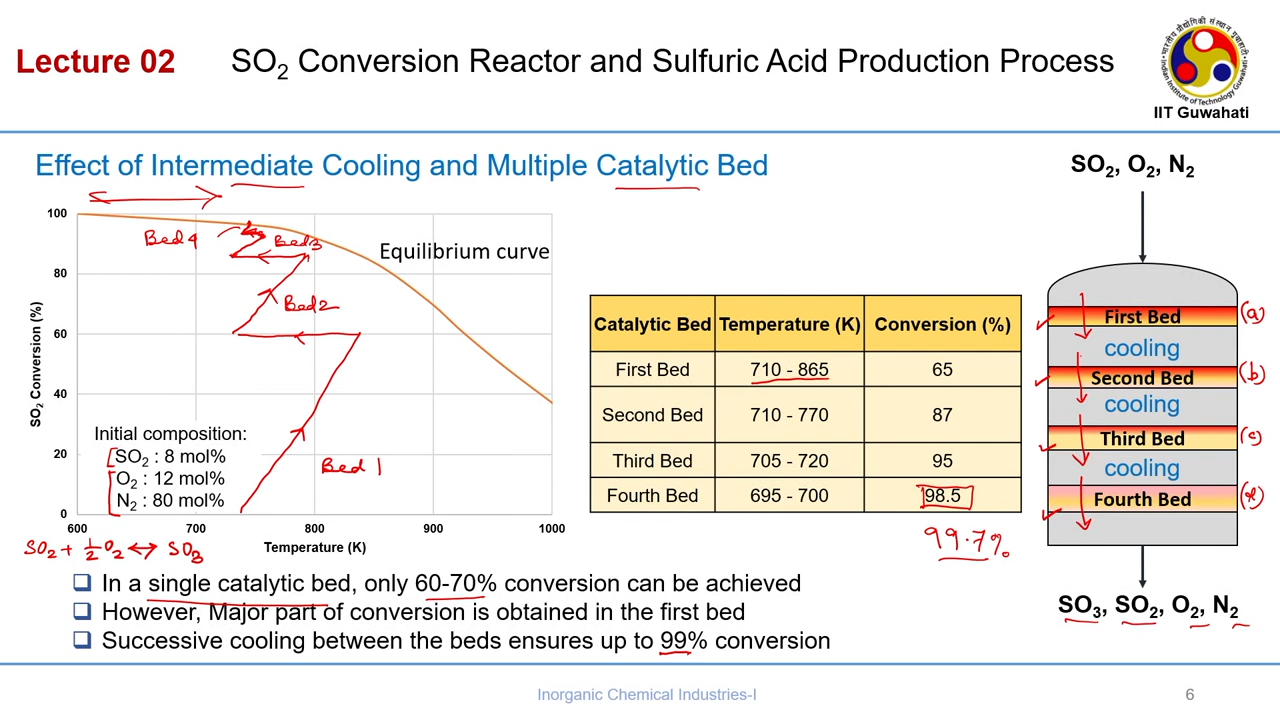 Lecture 02
SO₂ Conversion Reactor and Sulfuric Acid Production Process
IIT Guwahati
Effect of Intermediate Cooling and Multiple Catalytic Bed
SO₂ Conversion (%)
100
80
60
40
20
0
600
700
800
900
1000
Temperature (K)
Equilibrium curve
Bed 4
Bed 3
Bed 2
Bed 1
Initial composition:
SO₂ : 8 mol%
O₂ : 12 mol%
N₂ : 80 mol%
SO₂ + ½ O₂ ↔ SO₃
Catalytic Bed Temperature (K) Conversion (%)
First Bed 710 - 865 65
Second Bed 710 - 770 87
Third Bed 705 - 720 95
Fourth Bed 695 - 700 98.5
99.7%
SO₂, O₂, N₂
First Bed (a)
cooling
Second Bed (b)
cooling
Third Bed (c)
cooling
Fourth Bed
SO₃, SO₂, O₂, N₂
❑ In a single catalytic bed, only 60-70% conversion can be achieved
❑ However, Major part of conversion is obtained in the first bed
❑ Successive cooling between the beds ensures up to 99% conversion
Inorganic Chemical Industries-I
6